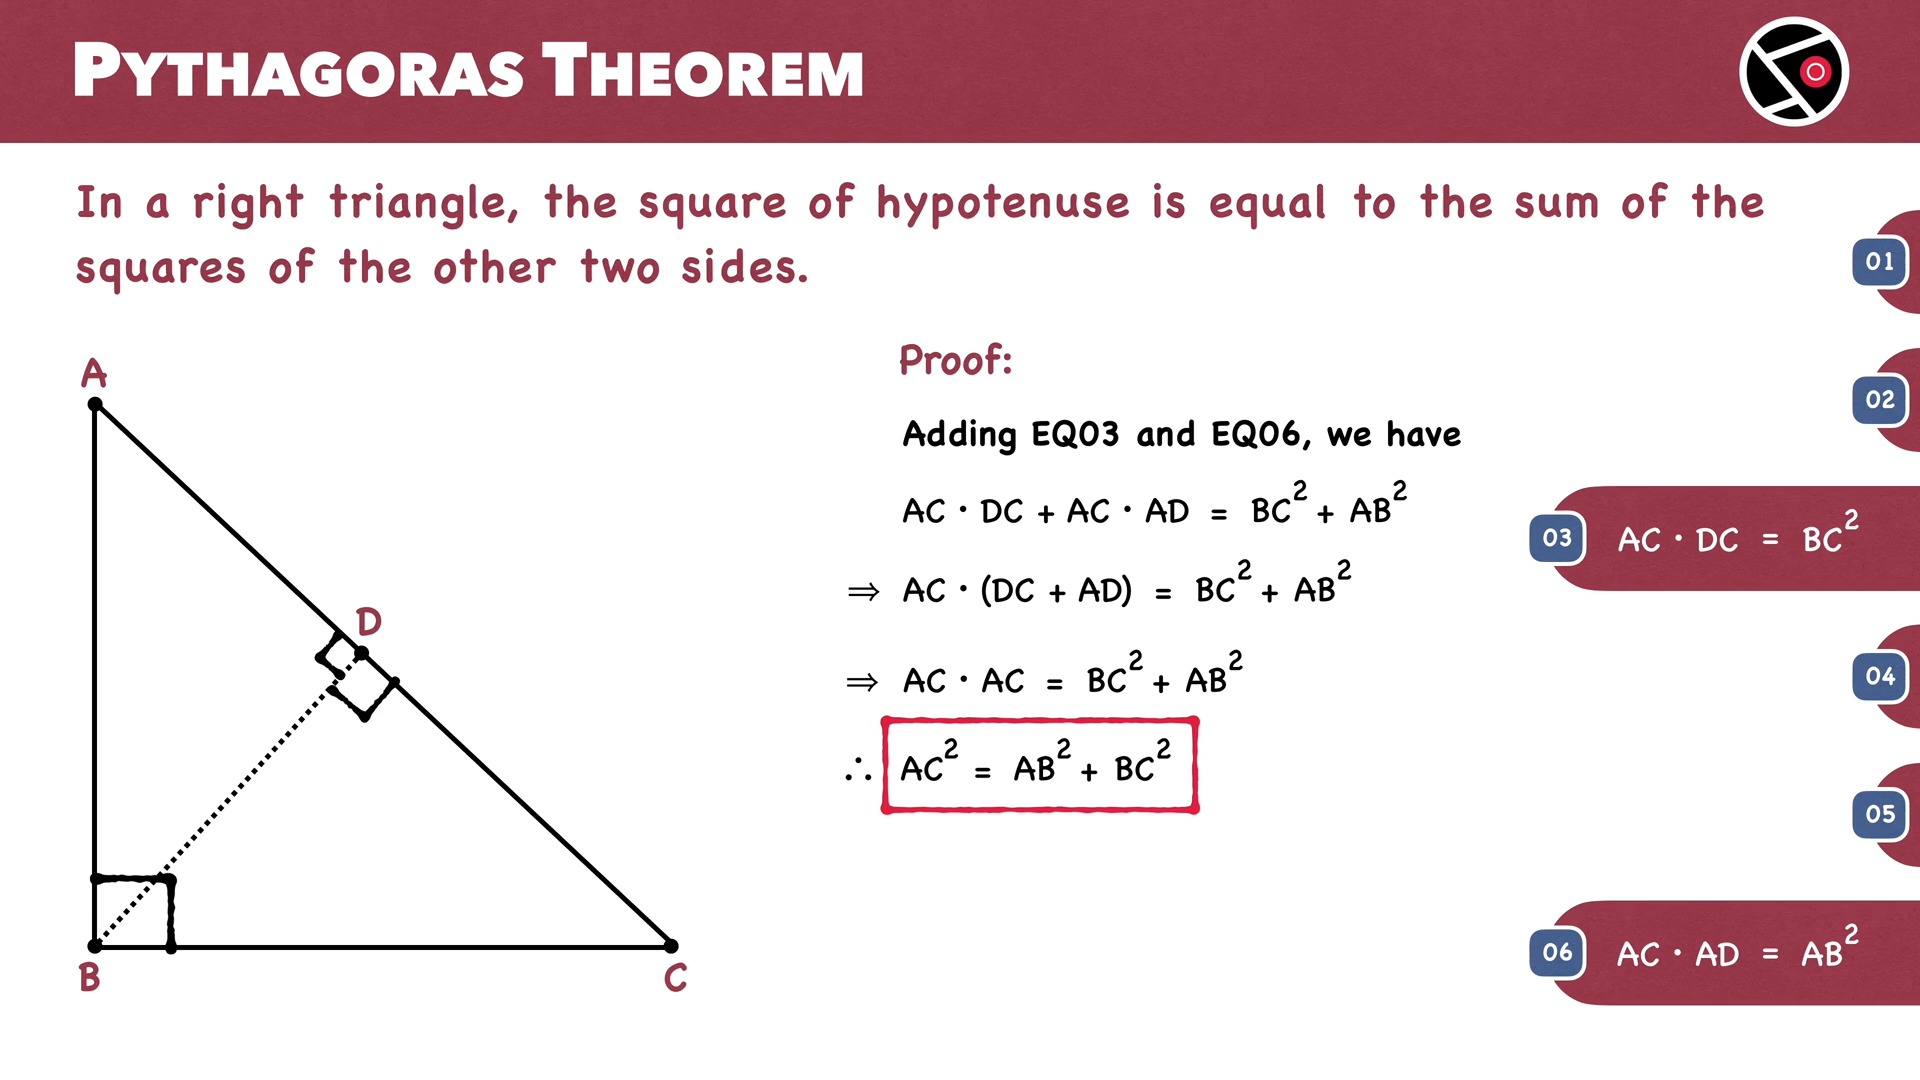 PYTHAGORAS THEOREM
In a right triangle, the square of hypotenuse is equal to the sum of the
squares of the other two sides.
A
D
B
C
Proof:
Adding EQ03 and EQ06, we have
AC · DC + AC · AD = BC² + AB²
⇒ AC · (DC + AD) = BC² + AB²
⇒ AC · AC = BC² + AB²
∴ AC² = AB² + BC²
01
02
03 AC · DC = BC²
04
05
06 AC · AD = AB²